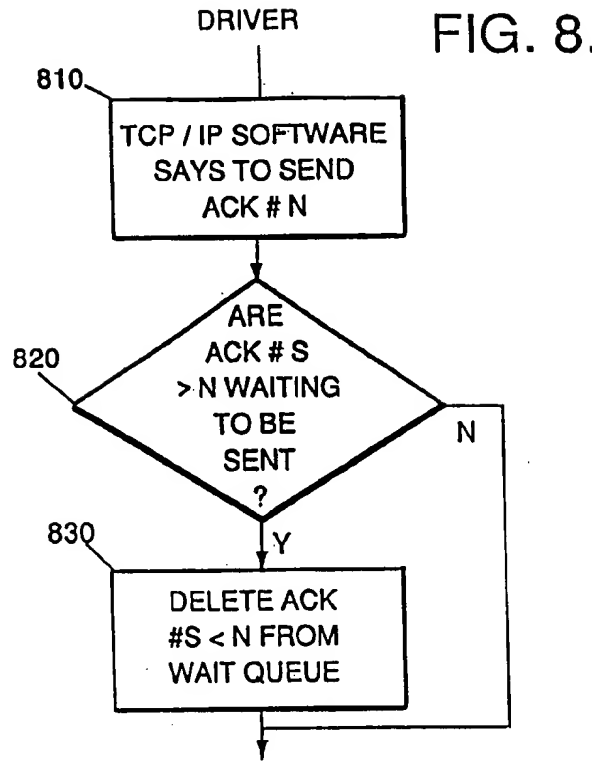 DRIVER
FIG. 8.
810
TCP / IP SOFTWARE
SAYS TO SEND
ACK # N
820
ARE
ACK # S
> N WAITING
TO BE
SENT
?
N
Y
830
DELETE ACK
#S < N FROM
WAIT QUEUE